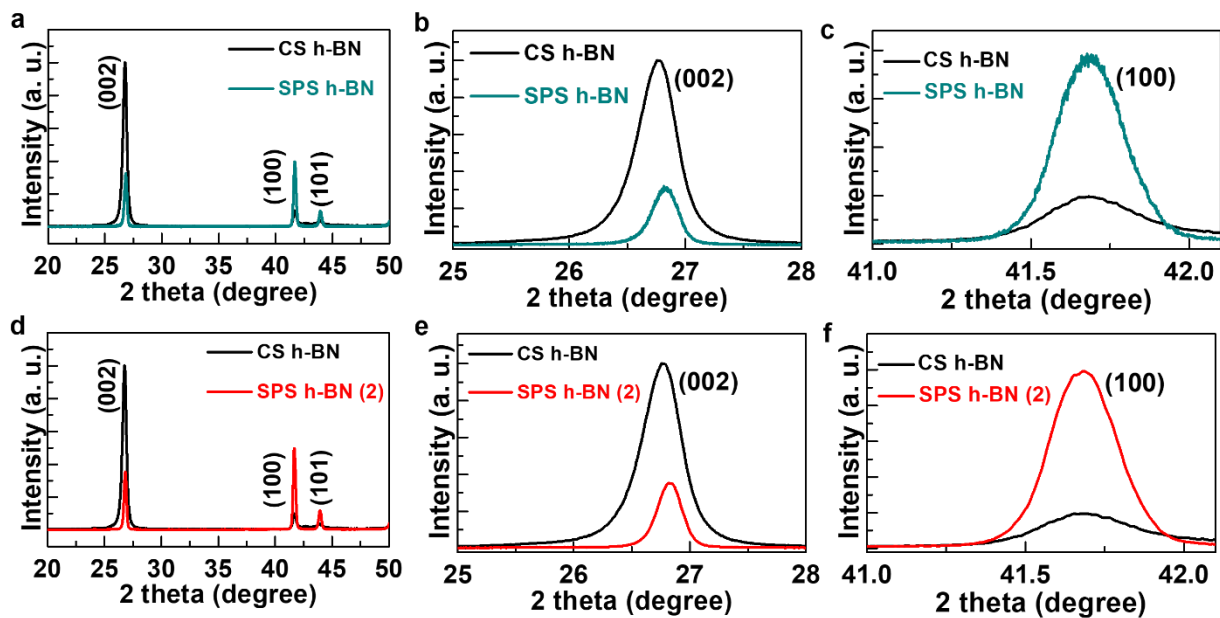 a
CS h-BN
SPS h-BN
(002)
(100)
(101)
Intensity (a. u.)
20 25 30 35 40 45 50
2 theta (degree)
b
CS h-BN
SPS h-BN
(002)
Intensity (a. u.)
25 26 27 28
2 theta (degree)
c
CS h-BN
SPS h-BN
(100)
Intensity (a. u.)
41.0 41.5 42.0
2 theta (degree)
d
CS h-BN
SPS h-BN (2)
(002)
(100)
(101)
Intensity (a. u.)
20 25 30 35 40 45 50
2 theta (degree)
e
CS h-BN
SPS h-BN (2)
(002)
Intensity (a. u.)
25 26 27 28
2 theta (degree)
f
CS h-BN
SPS h-BN (2)
(100)
Intensity (a. u.)
41.0 41.5 42.0
2 theta (degree)